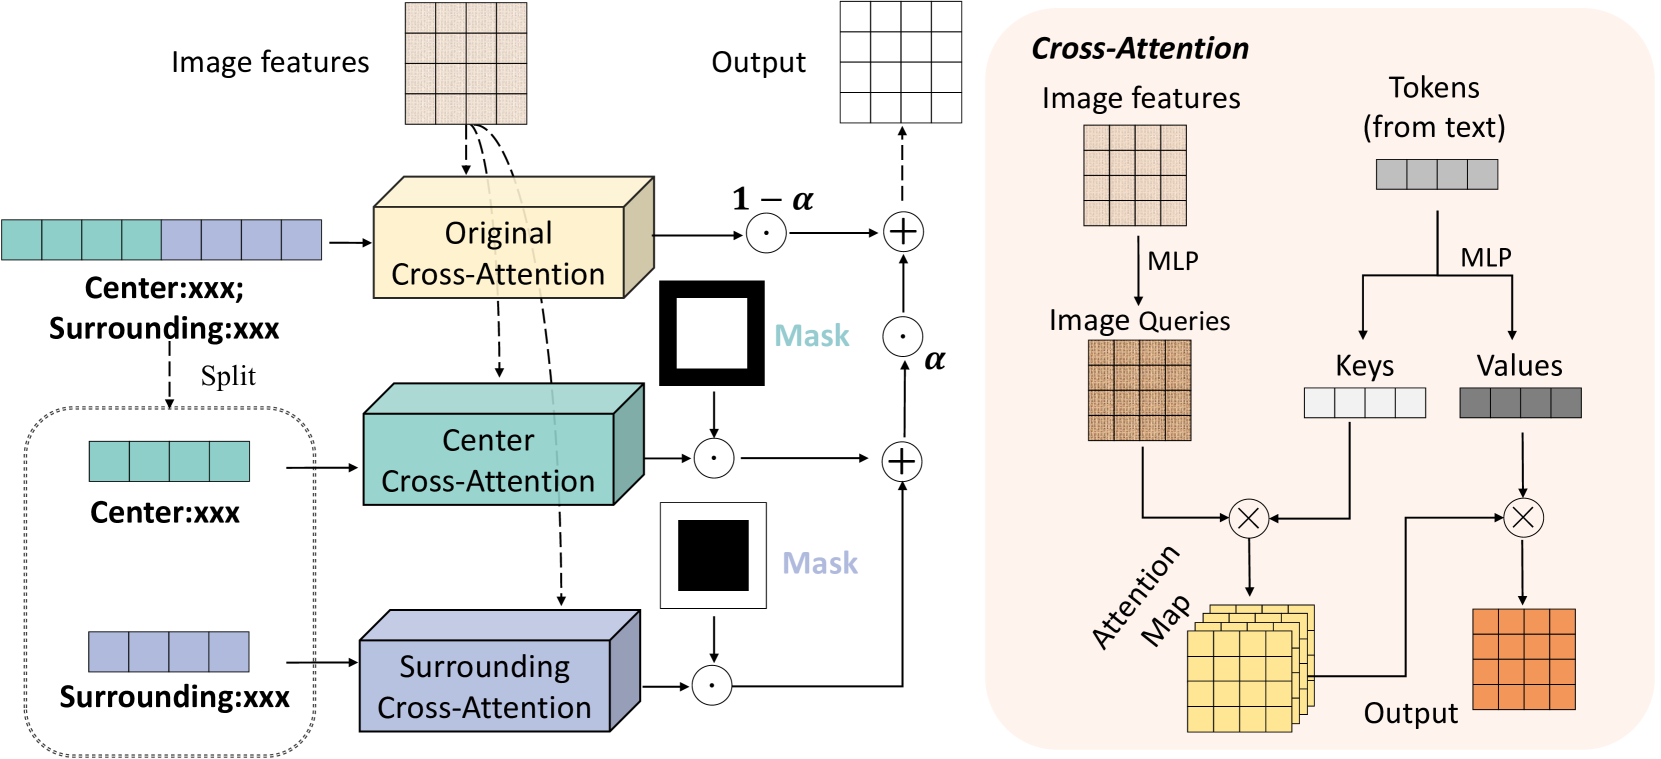 Image features
Output
1 − α
Original
Cross-Attention
Center:xxx;
Surrounding:xxx
Split
Mask
α
Center
Cross-Attention
Center:xxx
Mask
Surrounding
Cross-Attention
Surrounding:xxx
Cross-Attention
Image features
Tokens
(from text)
MLP
MLP
Image Queries
Keys
Values
Attention
Map
Output